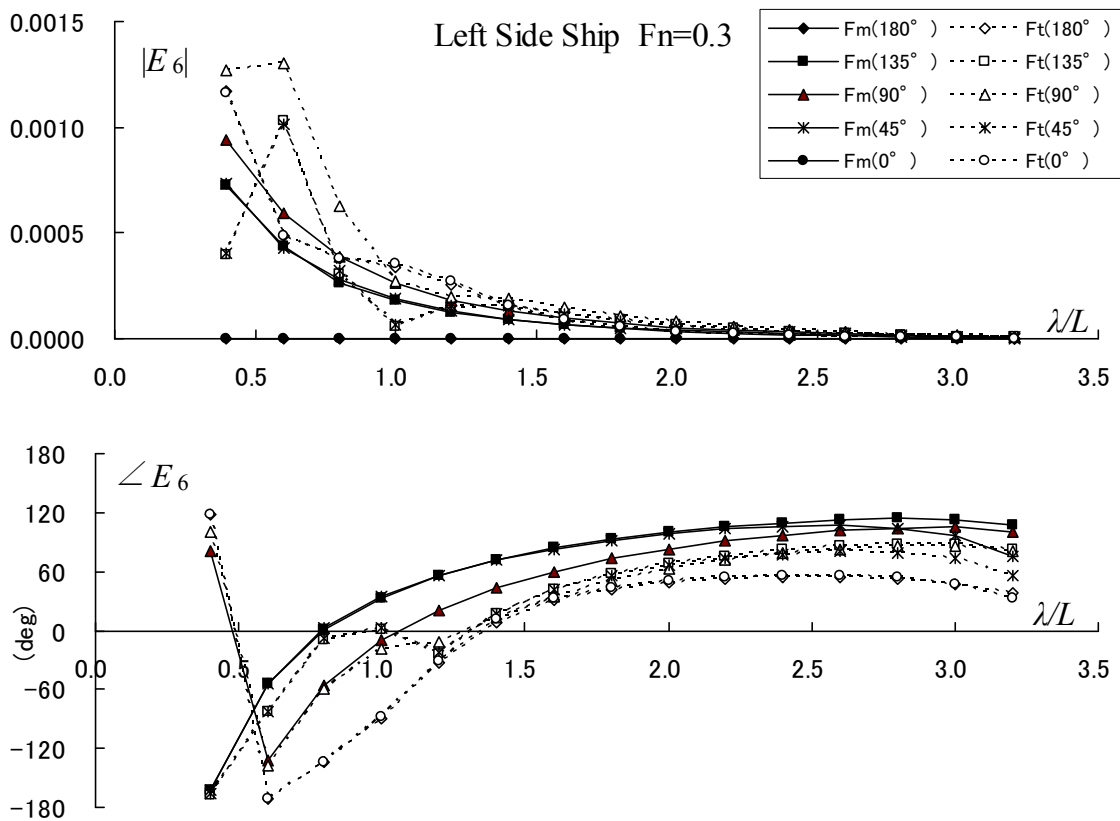 Left Side Ship Fn=0.3
|E 6|
0.0015
0.0010
0.0005
0.0000
0.0 0.5 1.0 1.5 2.0 2.5 3.0 3.5
λ/L
Fm(180° ) Ft(180° )
Fm(135° ) Ft(135° )
Fm(90° ) Ft(90° )
Fm(45° ) Ft(45° )
Fm(0° ) Ft(0° )
∠E 6
(deg)
180
120
60
0
-60
-120
-180
0.0 0.5 1.0 1.5 2.0 2.5 3.0 3.5
λ/L